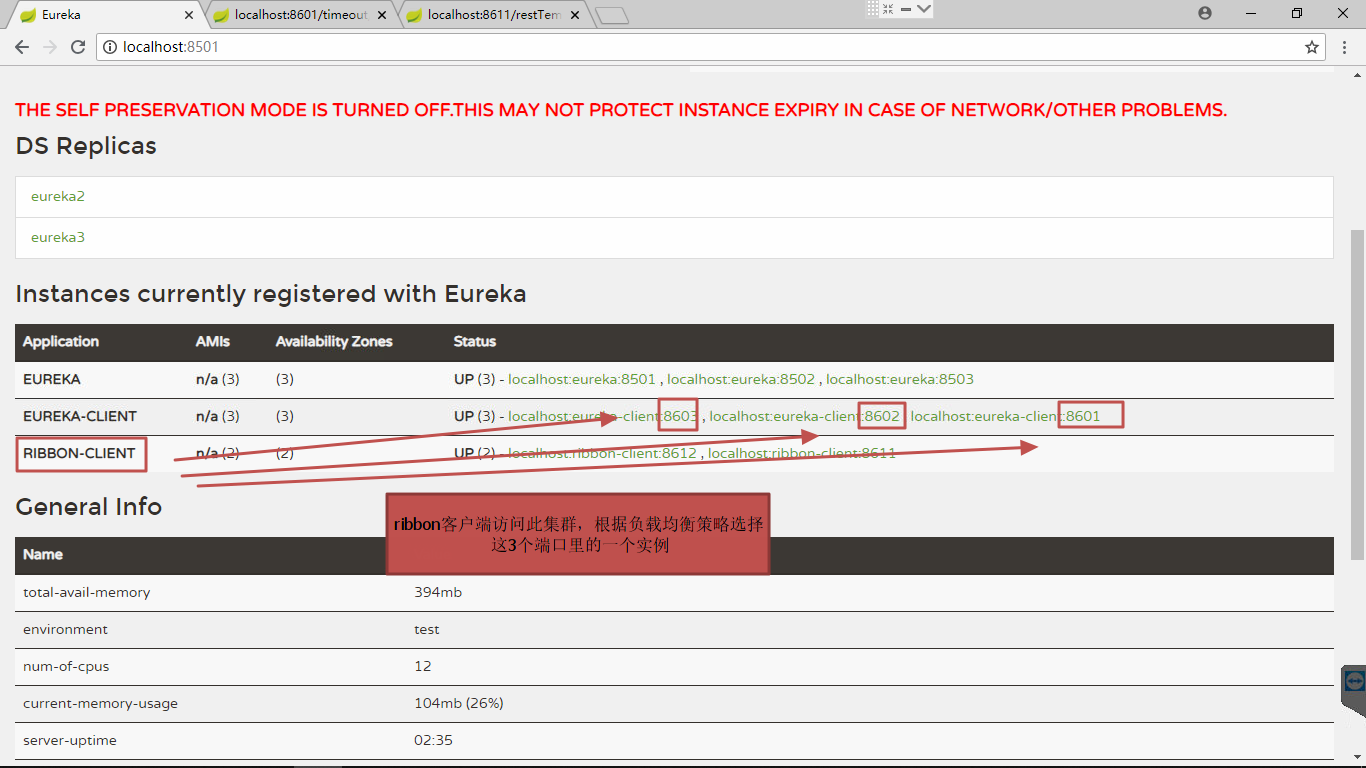 Eureka
localhost:8601/timeout
localhost:8611/restTem
localhost:8501
THE SELF PRESERVATION MODE IS TURNED OFF.THIS MAY NOT PROTECT INSTANCE EXPIRY IN CASE OF NETWORK/OTHER PROBLEMS.
DS Replicas
eureka2
eureka3
Instances currently registered with Eureka
Application AMIs Availability Zones Status
EUREKA n/a (3) (3) UP (3) - localhost:eureka:8501 , localhost:eureka:8502 , localhost:eureka:8503
EUREKA-CLIENT n/a (3) (3) UP (3) - localhost:eureka-client:8603 , localhost:eureka-client:8602 localhost:eureka-client:8601
RIBBON-CLIENT n/a (2) (2) UP (2) - localhost:ribbon-client:8612 , localhost:ribbon-client:8611
General Info
ribbon客户端访问此集群，根据负载均衡策略选择
这3个端口里的一个实例
Name
total-avail-memory 394mb
environment test
num-of-cpus 12
current-memory-usage 104mb (26%)
server-uptime 02:35